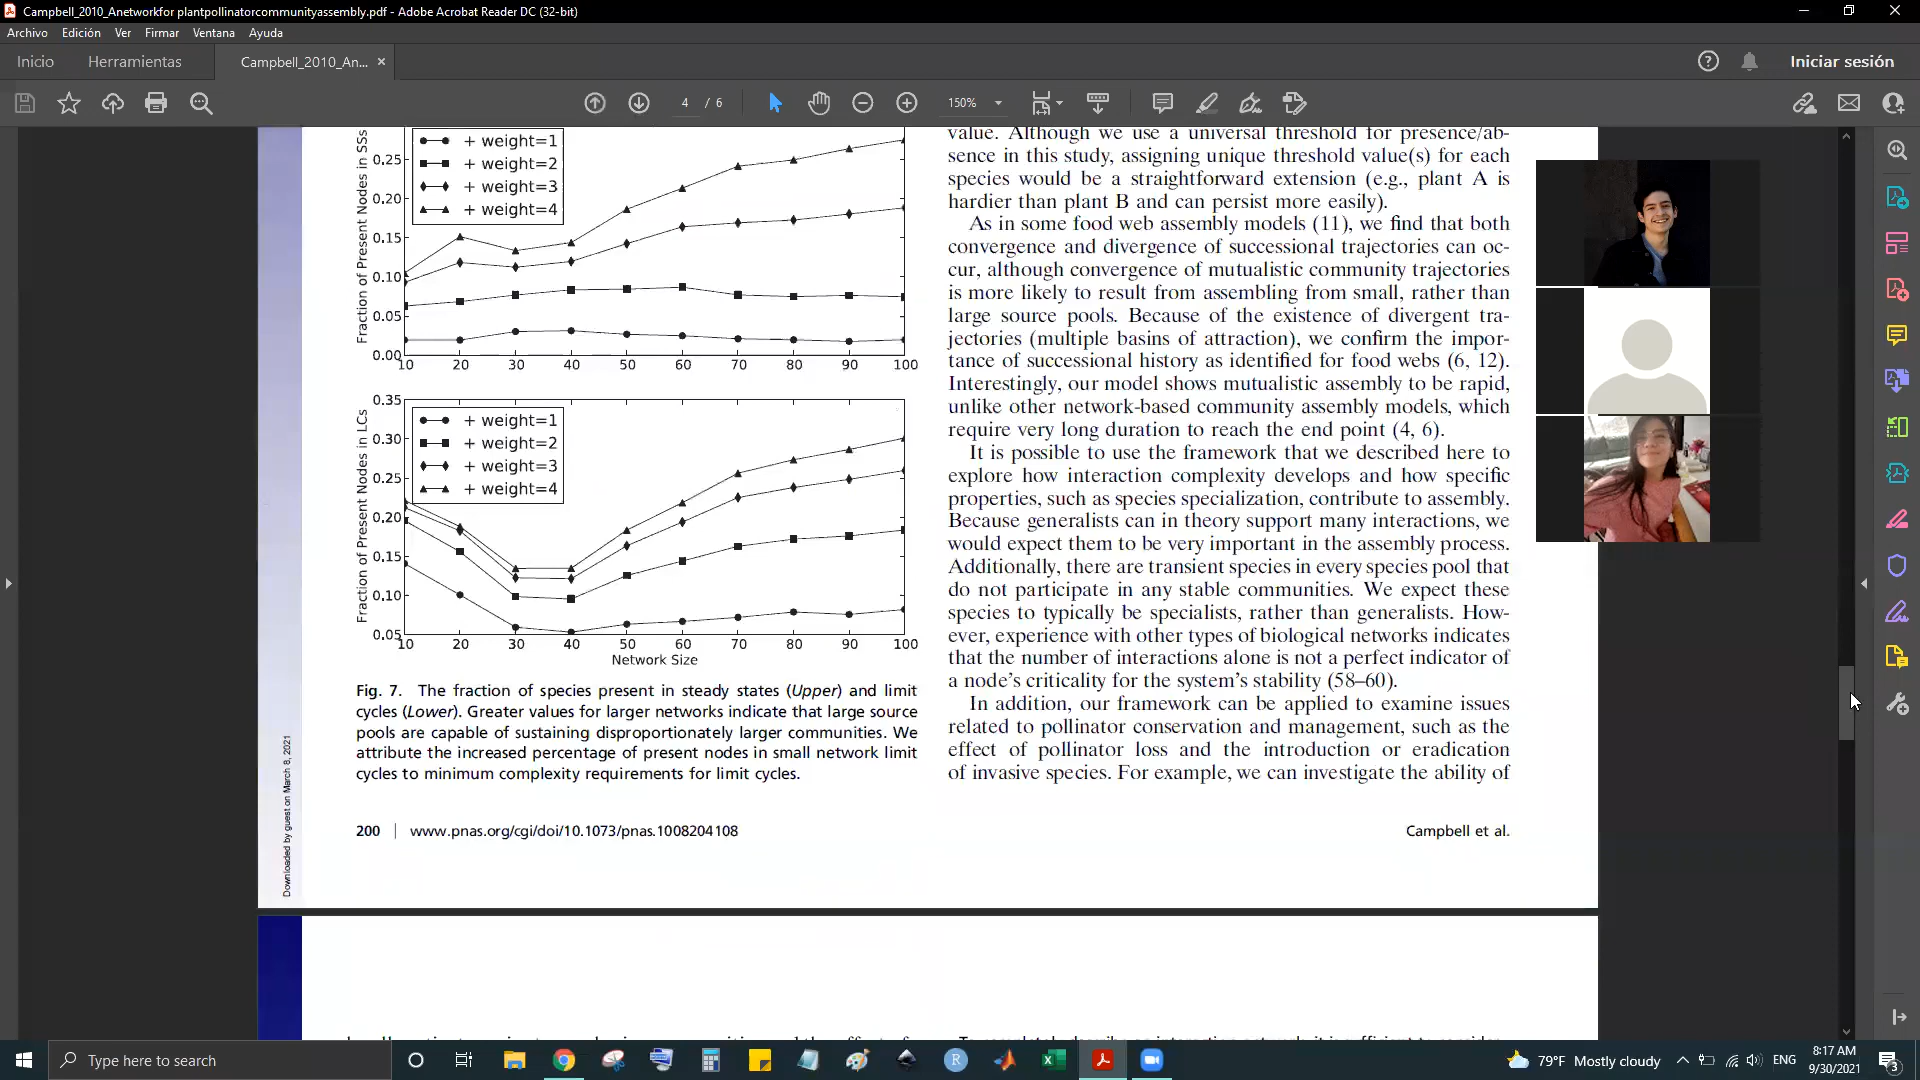 Campbell_2010_Anetworkfor plantpollinatorcommunityassembly.pdf - Adobe Acrobat Reader DC (32-bit)
Archivo Edición Ver Firmar Ventana Ayuda
Inicio Herramientas Campbell_2010_An... × Iniciar sesión
4 / 6 150%
Fraction of Present Nodes in SSs
+ weight=1
+ weight=2
+ weight=3
+ weight=4
0.25
0.20
0.15
0.10
0.05
0.00
10 20 30 40 50 60 70 80 90 100
Fraction of Present Nodes in LCs
+ weight=1
+ weight=2
+ weight=3
+ weight=4
0.35
0.30
0.25
0.20
0.15
0.10
0.05
10 20 30 40 50 60 70 80 90 100
Network Size
Fig. 7. The fraction of species present in steady states (Upper) and limit
cycles (Lower). Greater values for larger networks indicate that large source
pools are capable of sustaining disproportionately larger communities. We
attribute the increased percentage of present nodes in small network limit
cycles to minimum complexity requirements for limit cycles.
value. Although we use a universal threshold for presence/ab-
sence in this study, assigning unique threshold value(s) for each
species would be a straightforward extension (e.g., plant A is
hardier than plant B and can persist more easily).
As in some food web assembly models (11), we find that both
convergence and divergence of successional trajectories can oc-
cur, although convergence of mutualistic community trajectories
is more likely to result from assembling from small, rather than
large source pools. Because of the existence of divergent tra-
jectories (multiple basins of attraction), we confirm the impor-
tance of successional history as identified for food webs (6, 12).
Interestingly, our model shows mutualistic assembly to be rapid,
unlike other network-based community assembly models, which
require very long duration to reach the end point (4, 6).
It is possible to use the framework that we described here to
explore how interaction complexity develops and how specific
properties, such as species specialization, contribute to assembly.
Because generalists can in theory support many interactions, we
would expect them to be very important in the assembly process.
Additionally, there are transient species in every species pool that
do not participate in any stable communities. We expect these
species to typically be specialists, rather than generalists. How-
ever, experience with other types of biological networks indicates
that the number of interactions alone is not a perfect indicator of
a node's criticality for the system's stability (58–60).
In addition, our framework can be applied to examine issues
related to pollinator conservation and management, such as the
effect of pollinator loss and the introduction or eradication
of invasive species. For example, we can investigate the ability of
200 | www.pnas.org/cgi/doi/10.1073/pnas.1008204108
Campbell et al.
Downloaded by guest on March 8, 2021
Type here to search
79°F Mostly cloudy ENG
8:17 AM
9/30/2021
3